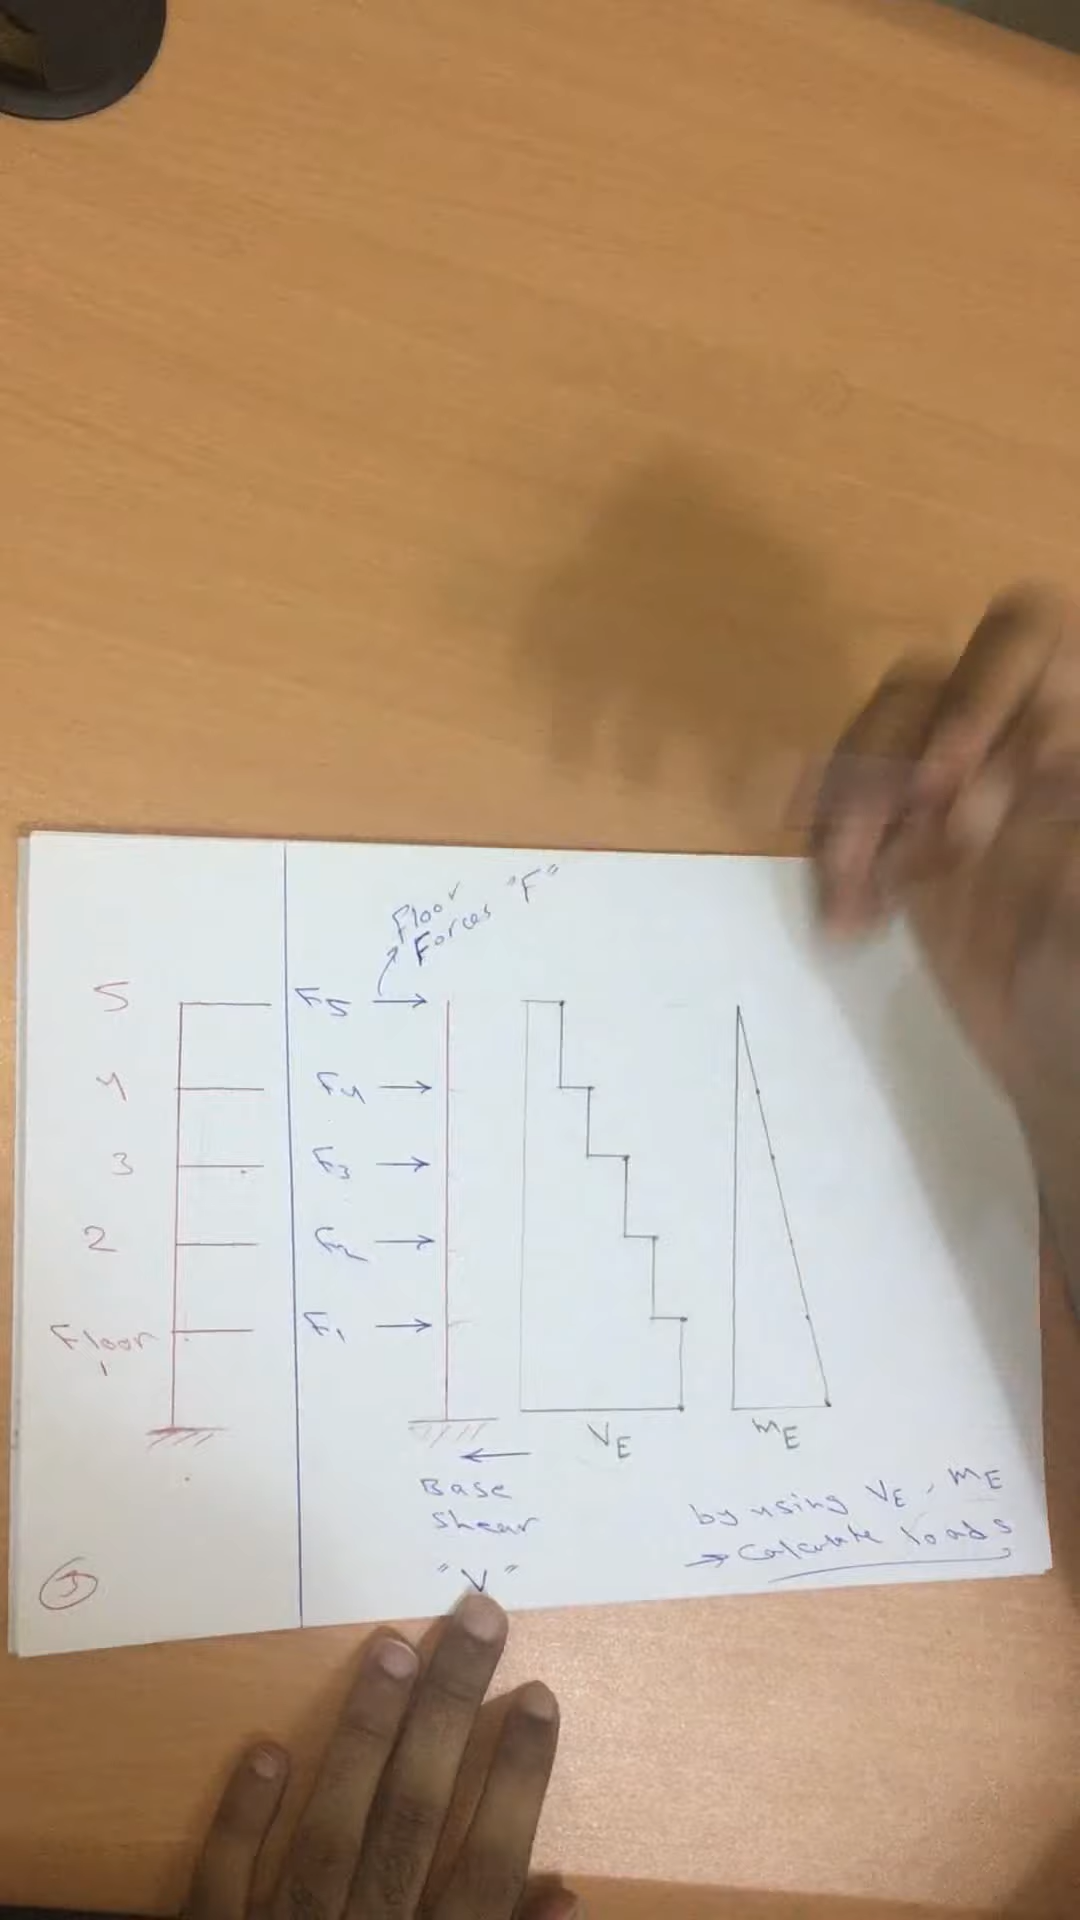 Floor
Forces "F"
5
F5
4
F4
3
F3
2
F2
Floor
1
F1
VE
ME
Base
Shear
"V"
by using VE, ME
→ Calculate loads